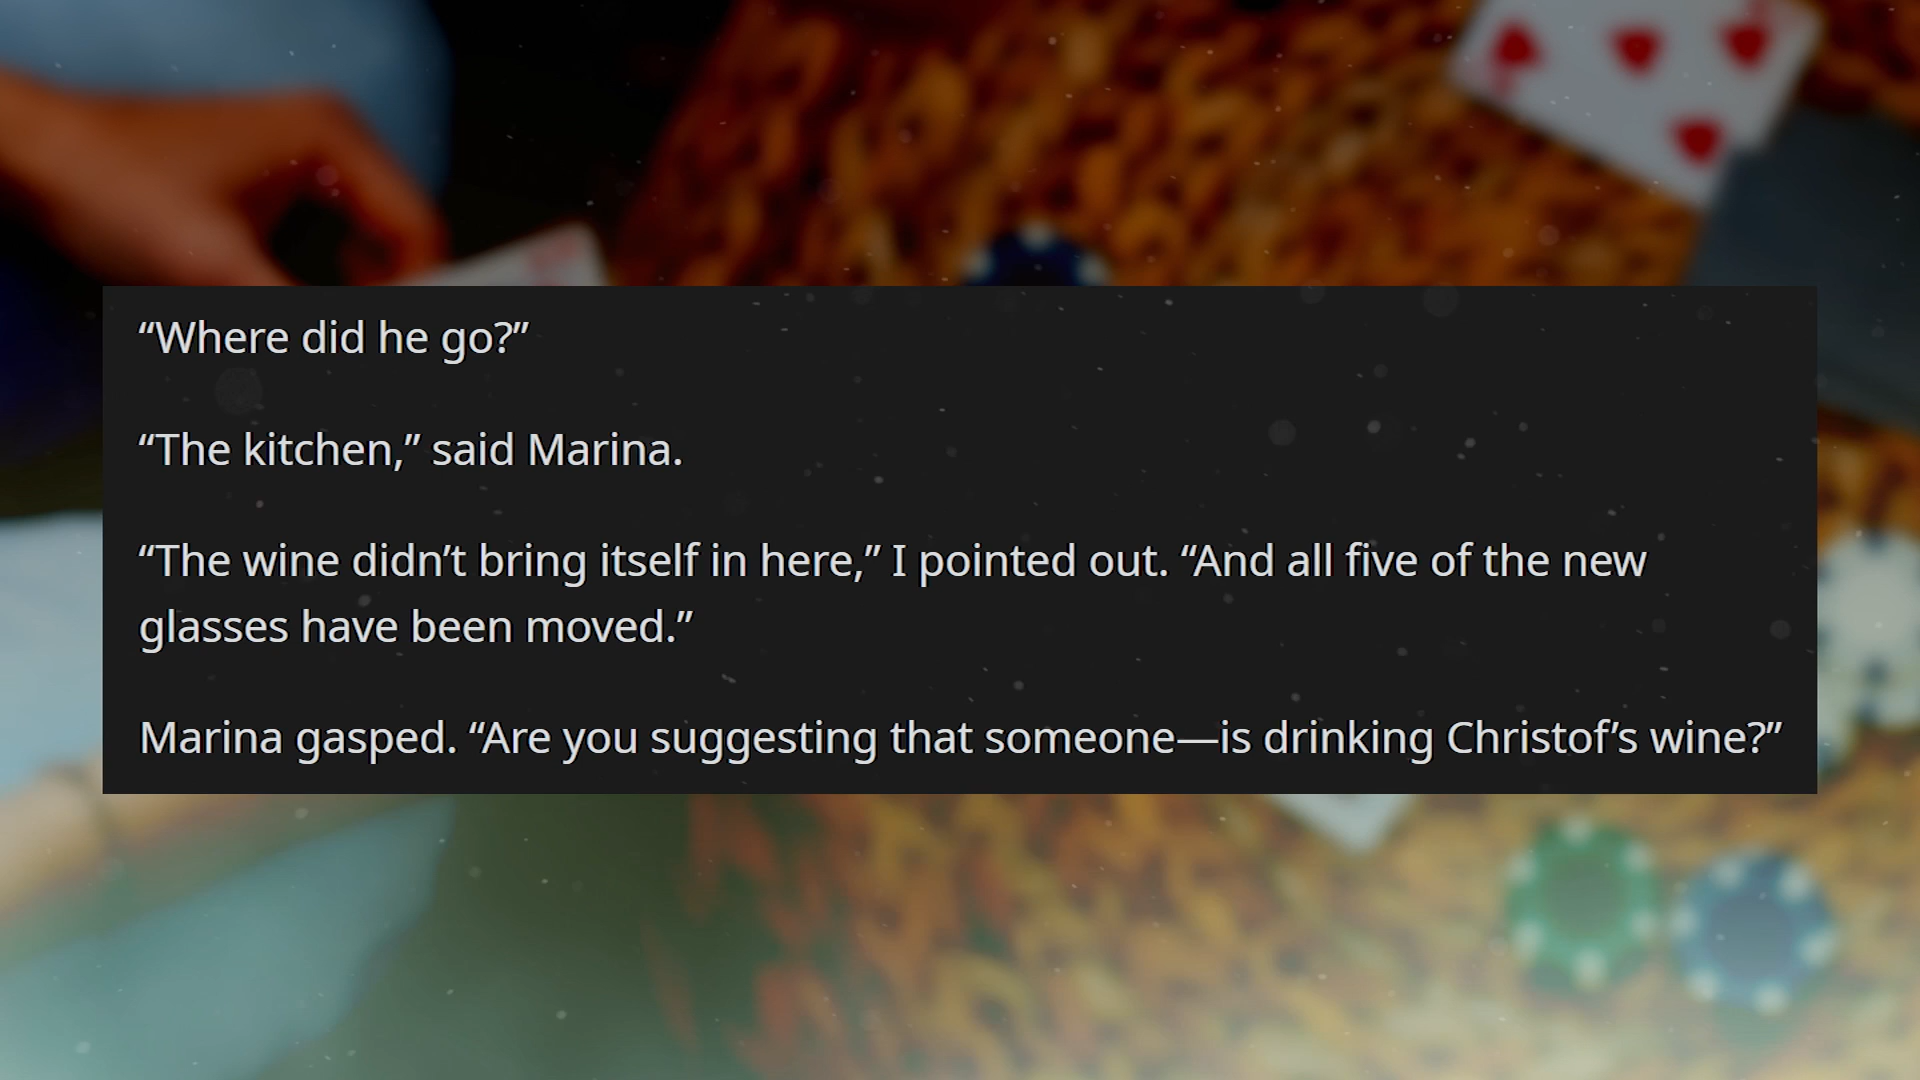 “Where did he go?”
“The kitchen,” said Marina.
“The wine didn’t bring itself in here,” I pointed out. “And all five of the new
glasses have been moved.”
Marina gasped. “Are you suggesting that someone—is drinking Christof’s wine?”